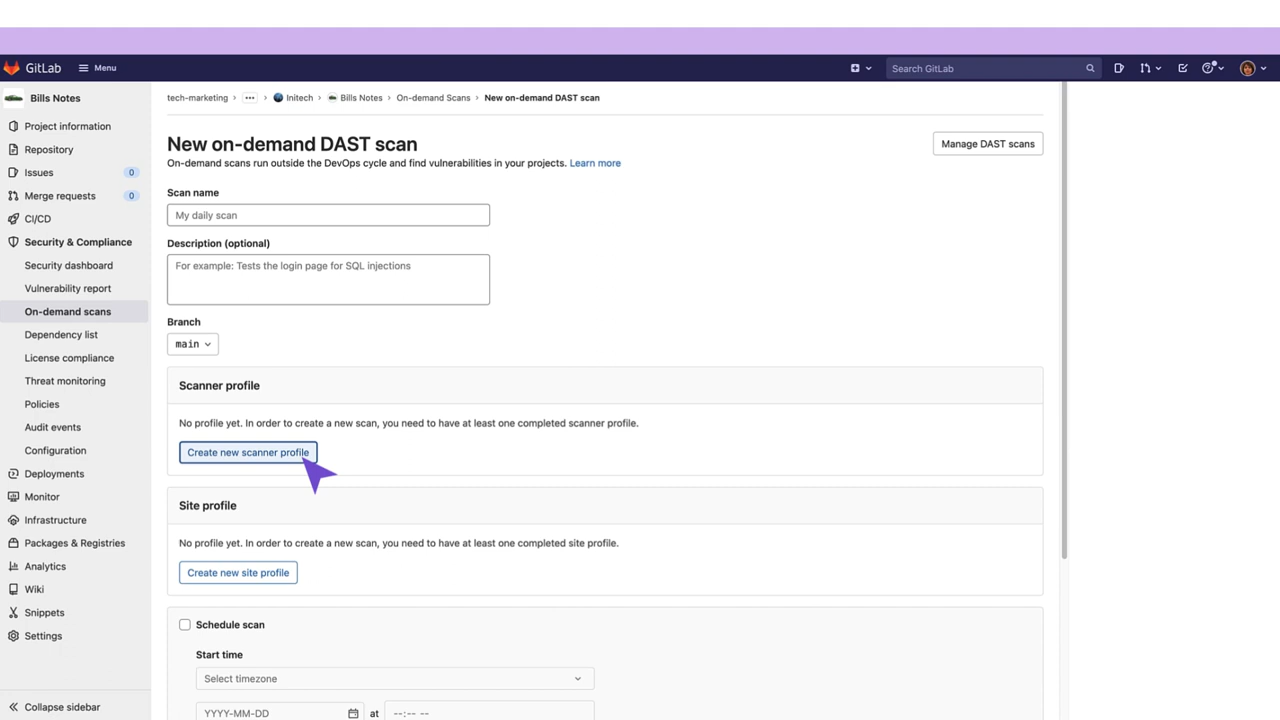 GitLab
Menu
Search GitLab
Bills Notes
Project information
Repository
Issues 0
Merge requests 0
CI/CD
Security & Compliance
Security dashboard
Vulnerability report
On-demand scans
Dependency list
License compliance
Threat monitoring
Policies
Audit events
Configuration
Deployments
Monitor
Infrastructure
Packages & Registries
Analytics
Wiki
Snippets
Settings
Collapse sidebar
tech-marketing › ••• › Initech › Bills Notes › On-demand Scans › New on-demand DAST scan
New on-demand DAST scan
Manage DAST scans
On-demand scans run outside the DevOps cycle and find vulnerabilities in your projects. Learn more
Scan name
My daily scan
Description (optional)
For example: Tests the login page for SQL injections
Branch
main
Scanner profile
No profile yet. In order to create a new scan, you need to have at least one completed scanner profile.
Create new scanner profile
Site profile
No profile yet. In order to create a new scan, you need to have at least one completed site profile.
Create new site profile
Schedule scan
Start time
Select timezone
YYYY-MM-DD at --:-- --